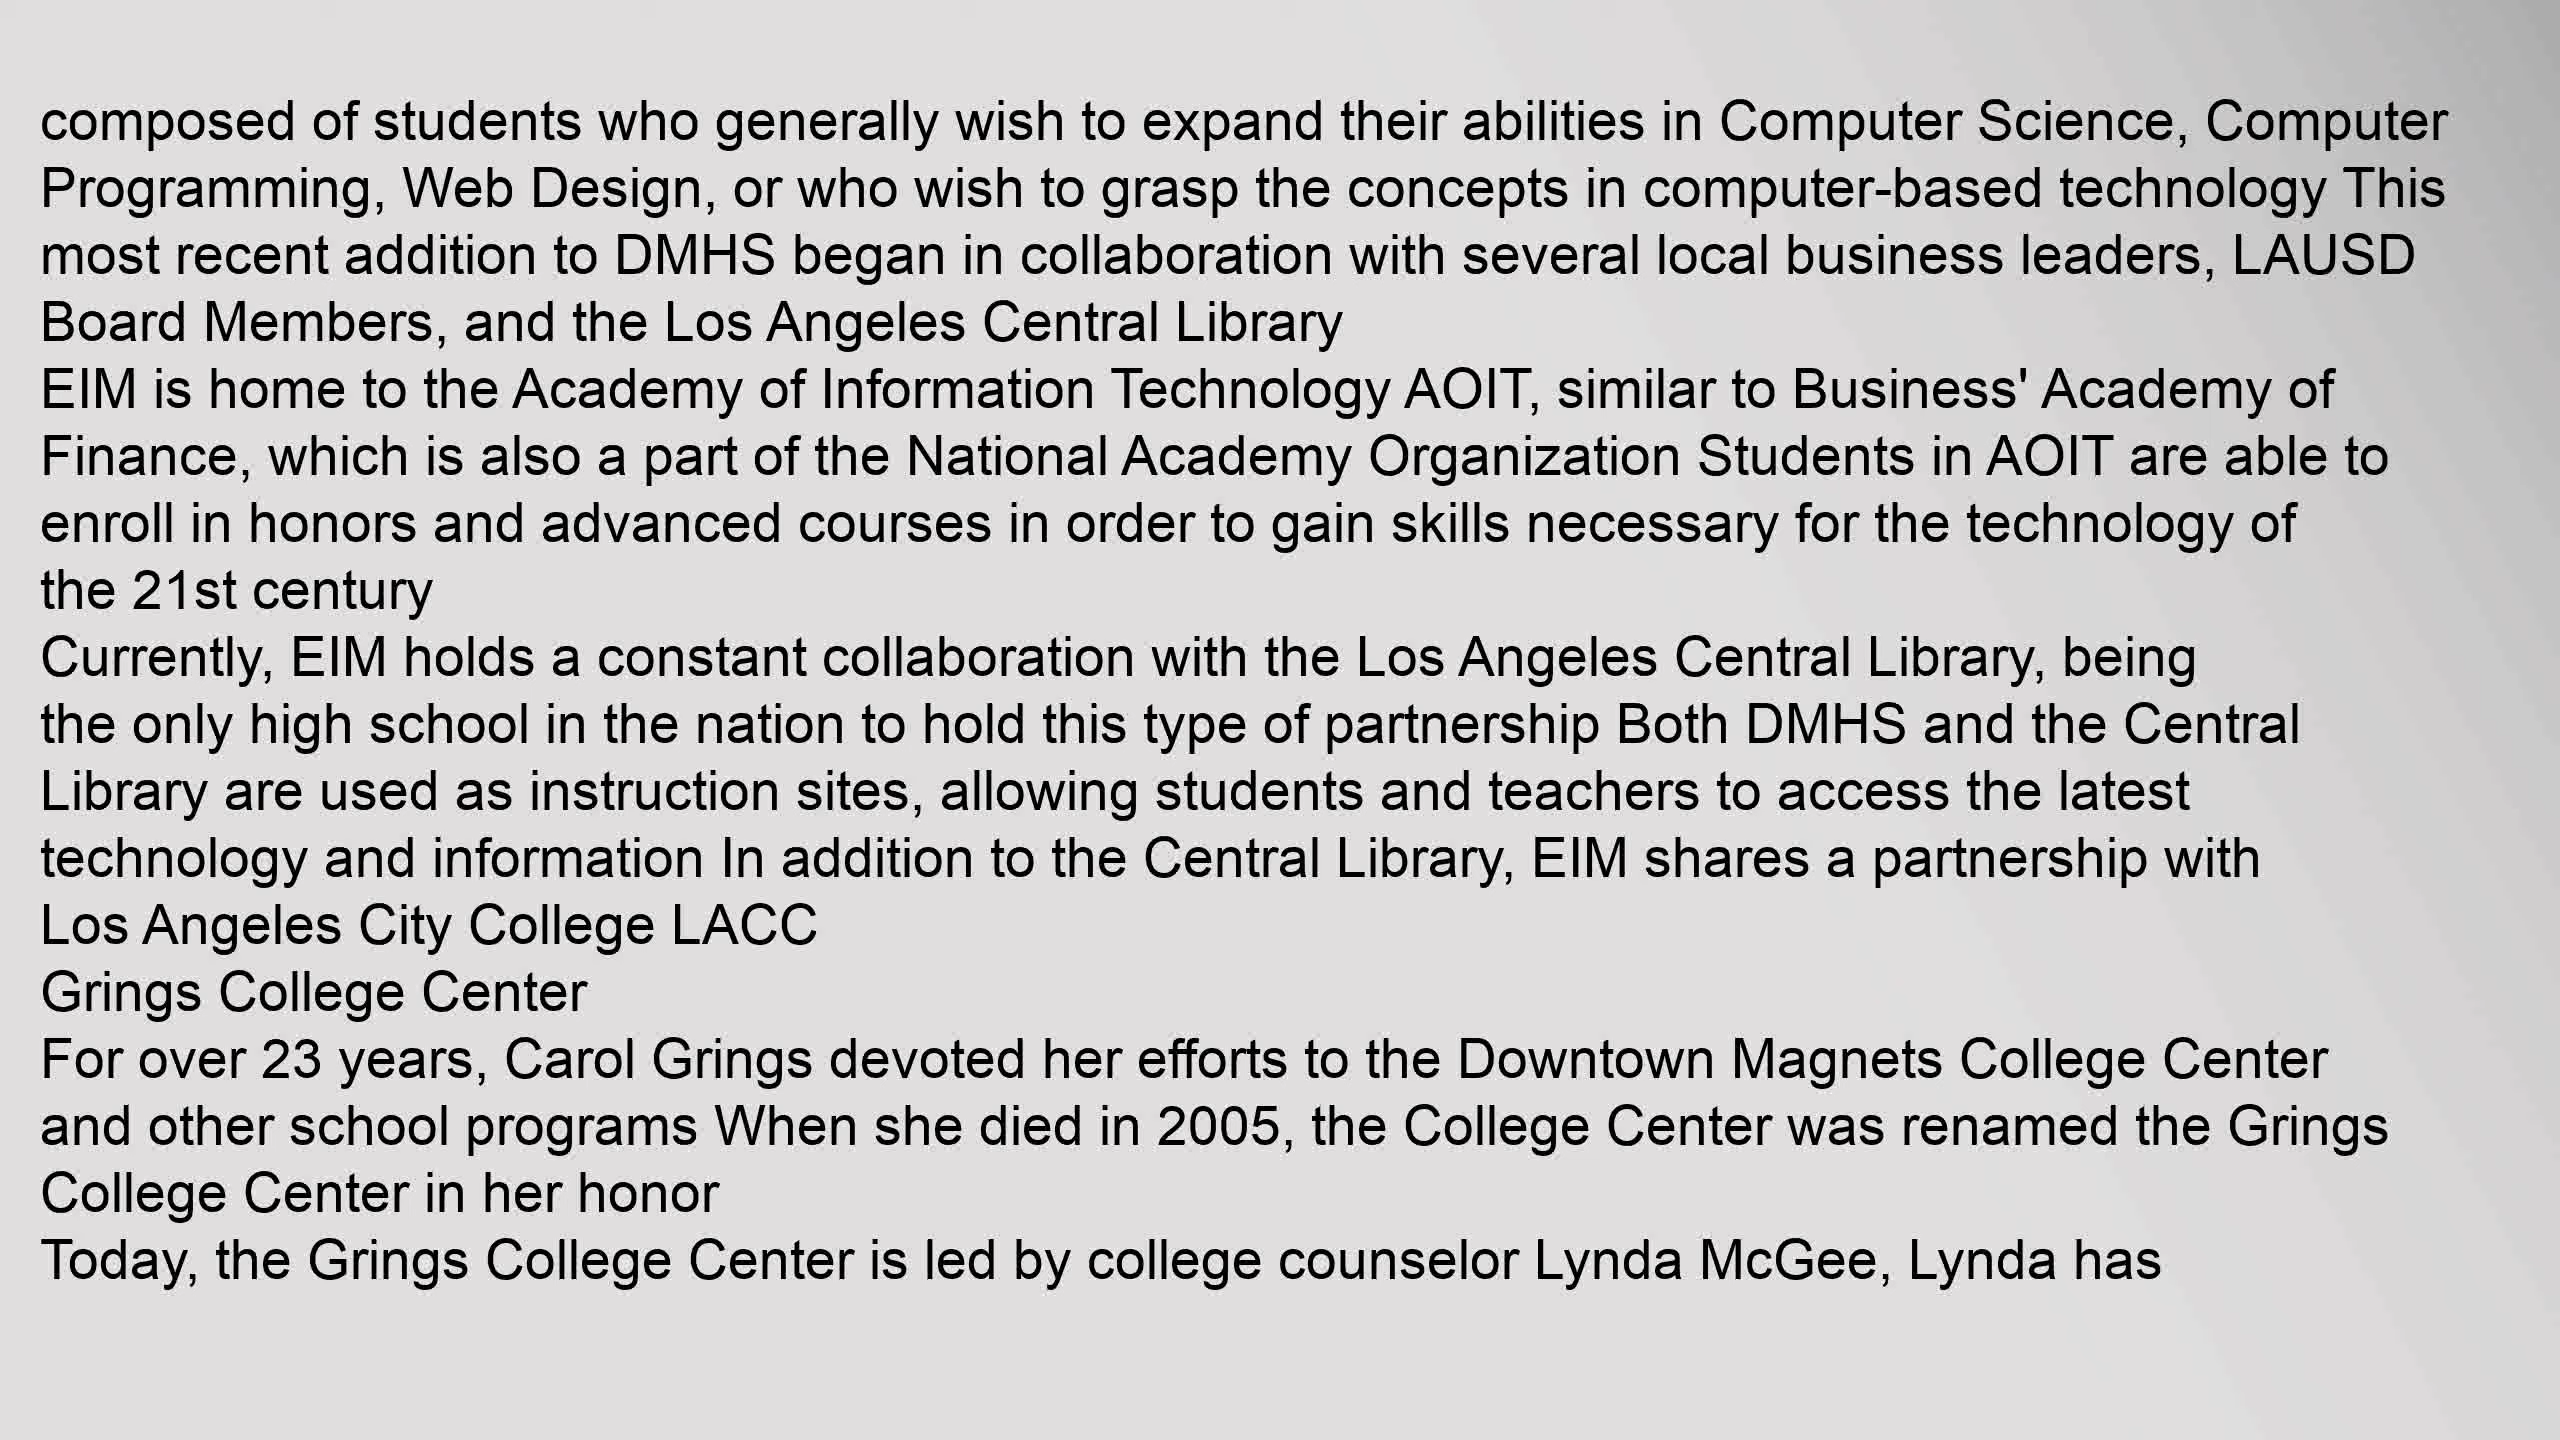 composed of students who generally wish to expand their abilities in Computer Science, Computer
Programming, Web Design, or who wish to grasp the concepts in computer-based technology This
most recent addition to DMHS began in collaboration with several local business leaders, LAUSD
Board Members, and the Los Angeles Central Library
EIM is home to the Academy of Information Technology AOIT, similar to Business' Academy of
Finance, which is also a part of the National Academy Organization Students in AOIT are able to
enroll in honors and advanced courses in order to gain skills necessary for the technology of
the 21st century
Currently, EIM holds a constant collaboration with the Los Angeles Central Library, being
the only high school in the nation to hold this type of partnership Both DMHS and the Central
Library are used as instruction sites, allowing students and teachers to access the latest
technology and information In addition to the Central Library, EIM shares a partnership with
Los Angeles City College LACC
Grings College Center
For over 23 years, Carol Grings devoted her efforts to the Downtown Magnets College Center
and other school programs When she died in 2005, the College Center was renamed the Grings
College Center in her honor
Today, the Grings College Center is led by college counselor Lynda McGee, Lynda has